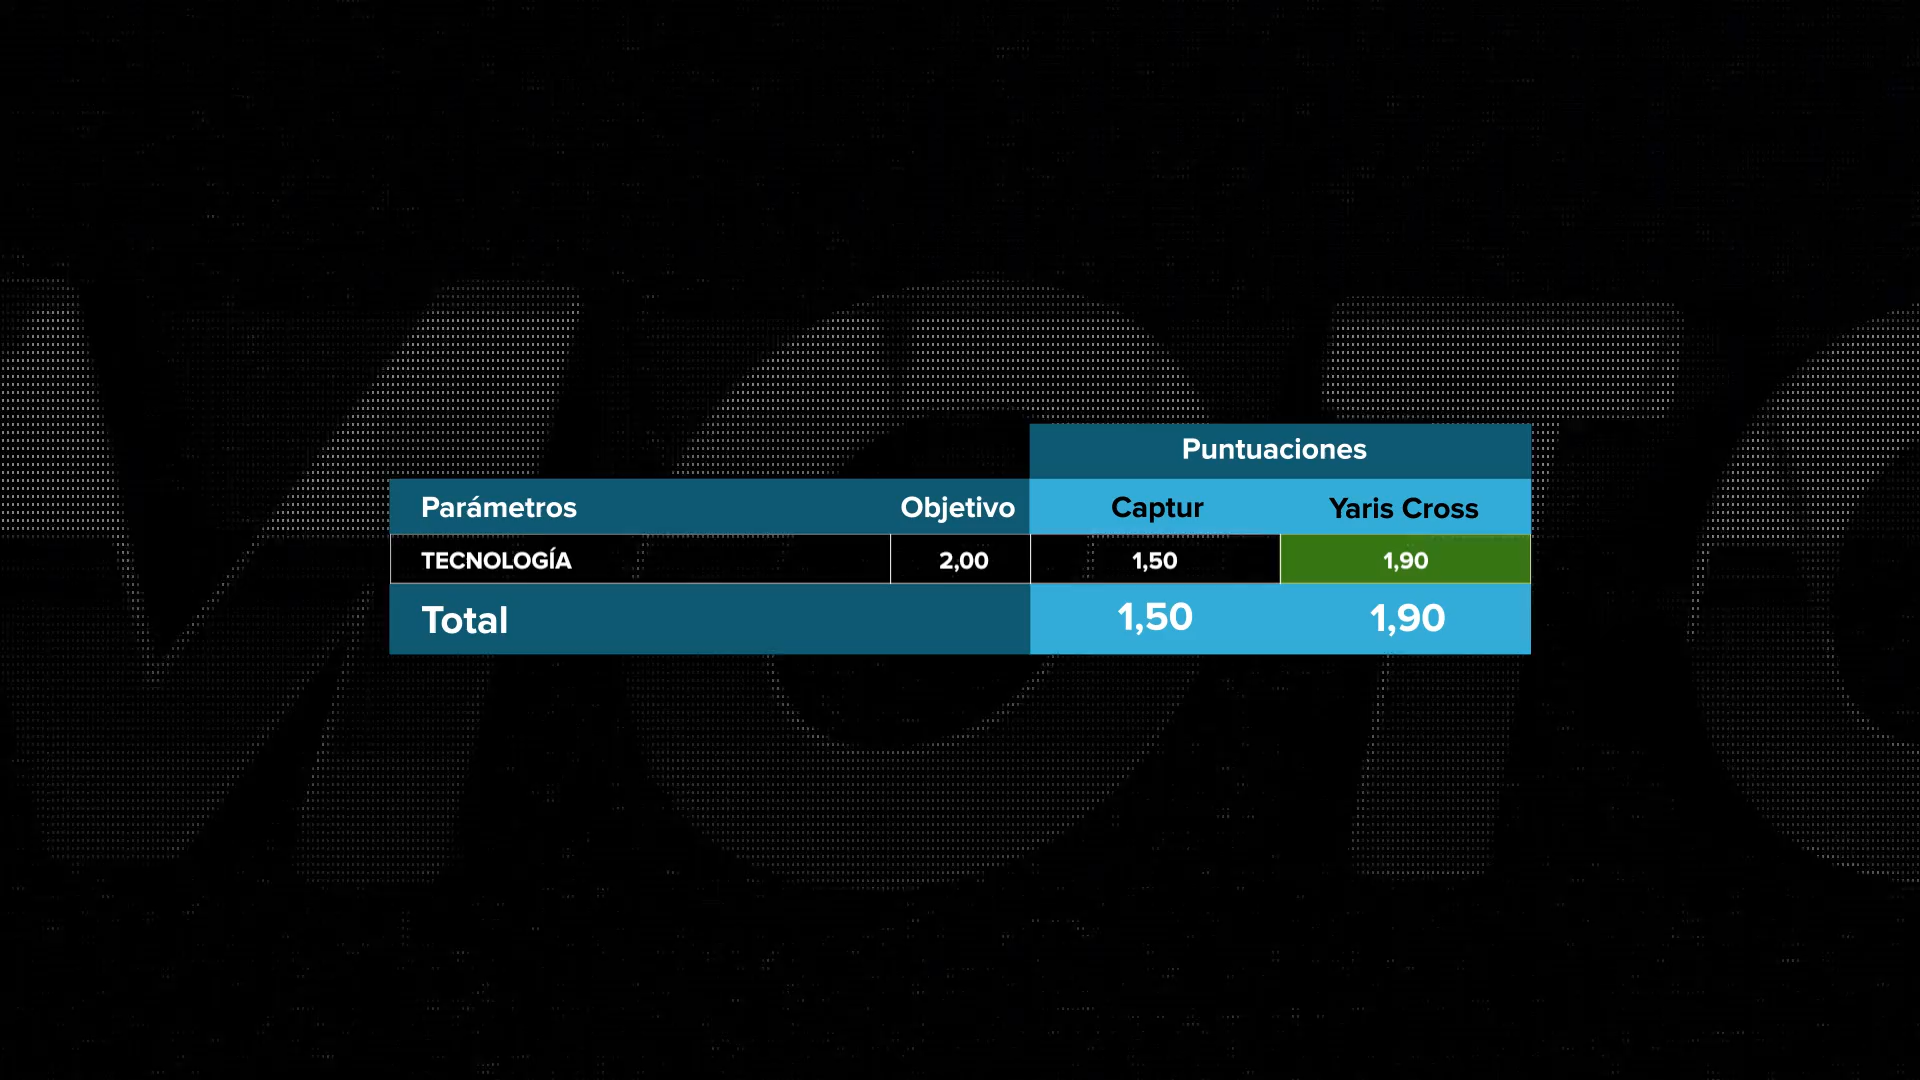 Puntuaciones
Parámetros Objetivo Captur Yaris Cross
TECNOLOGÍA 2,00 1,50 1,90
Total 1,50 1,90